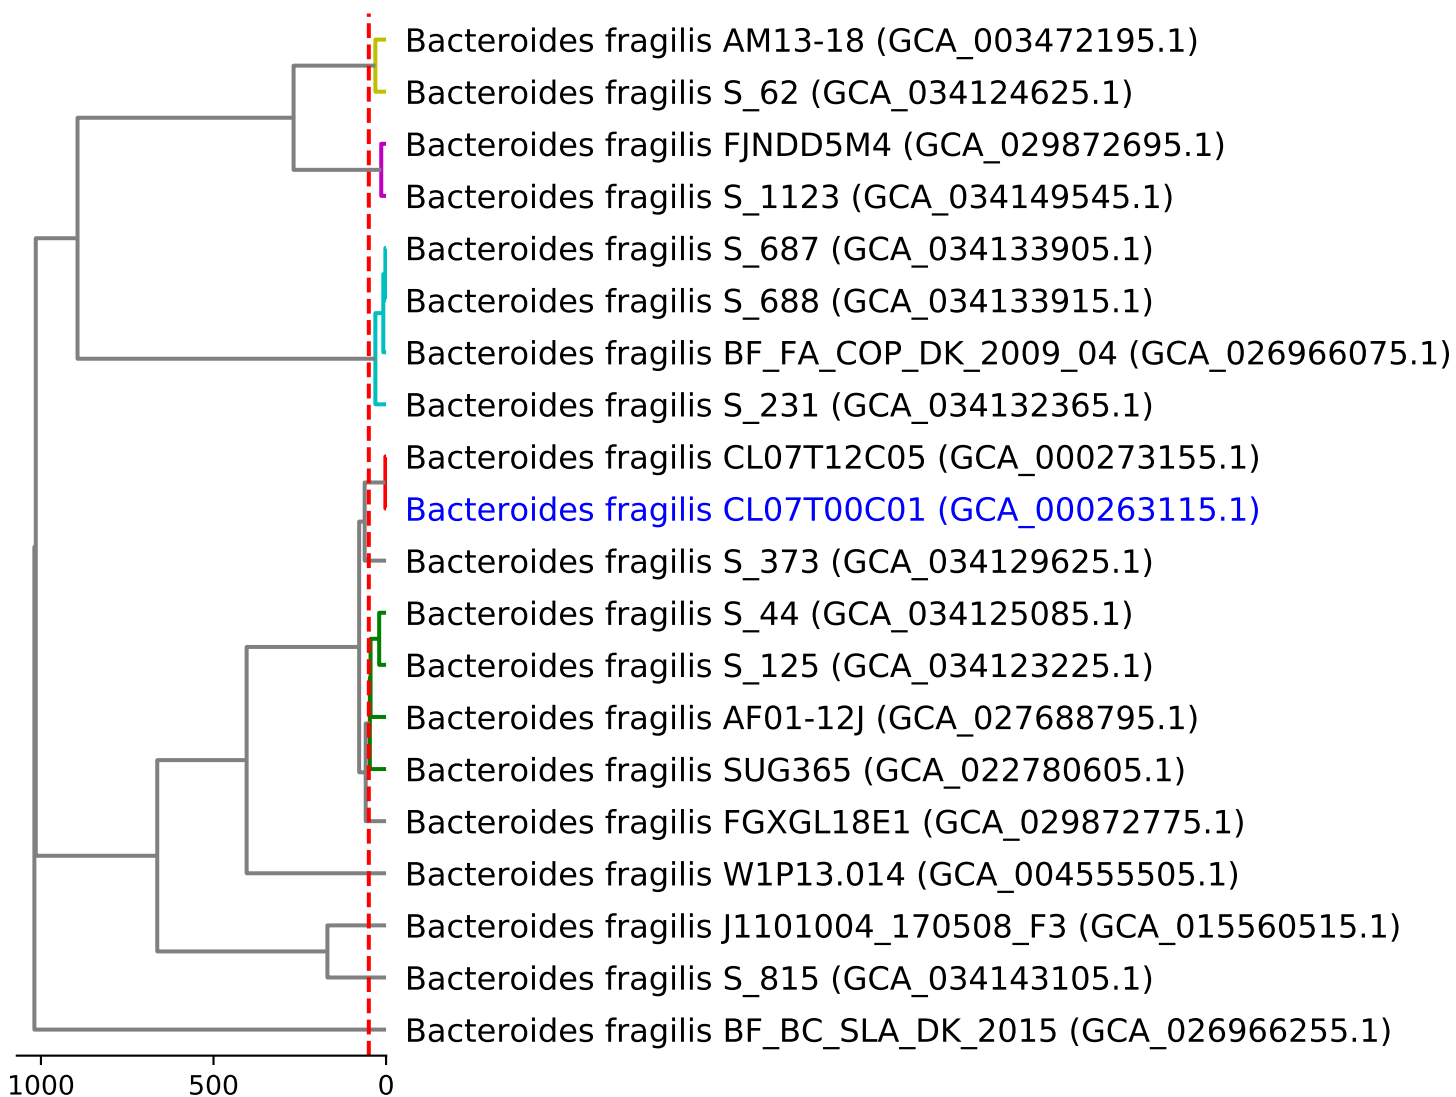 Bacteroides fragilis AM13-18 (GCA_003472195.1)
Bacteroides fragilis S_62 (GCA_034124625.1)
Bacteroides fragilis FJNDD5M4 (GCA_029872695.1)
Bacteroides fragilis S_1123 (GCA_034149545.1)
Bacteroides fragilis S_687 (GCA_034133905.1)
Bacteroides fragilis S_688 (GCA_034133915.1)
Bacteroides fragilis BF_FA_COP_DK_2009_04 (GCA_026966075.1)
Bacteroides fragilis S_231 (GCA_034132365.1)
Bacteroides fragilis CL07T12C05 (GCA_000273155.1)
Bacteroides fragilis CL07T00C01 (GCA_000263115.1)
Bacteroides fragilis S_373 (GCA_034129625.1)
Bacteroides fragilis S_44 (GCA_034125085.1)
Bacteroides fragilis S_125 (GCA_034123225.1)
Bacteroides fragilis AF01-12J (GCA_027688795.1)
Bacteroides fragilis SUG365 (GCA_022780605.1)
Bacteroides fragilis FGXGL18E1 (GCA_029872775.1)
Bacteroides fragilis W1P13.014 (GCA_004555505.1)
Bacteroides fragilis J1101004_170508_F3 (GCA_015560515.1)
Bacteroides fragilis S_815 (GCA_034143105.1)
Bacteroides fragilis BF_BC_SLA_DK_2015 (GCA_026966255.1)
1000 500 0